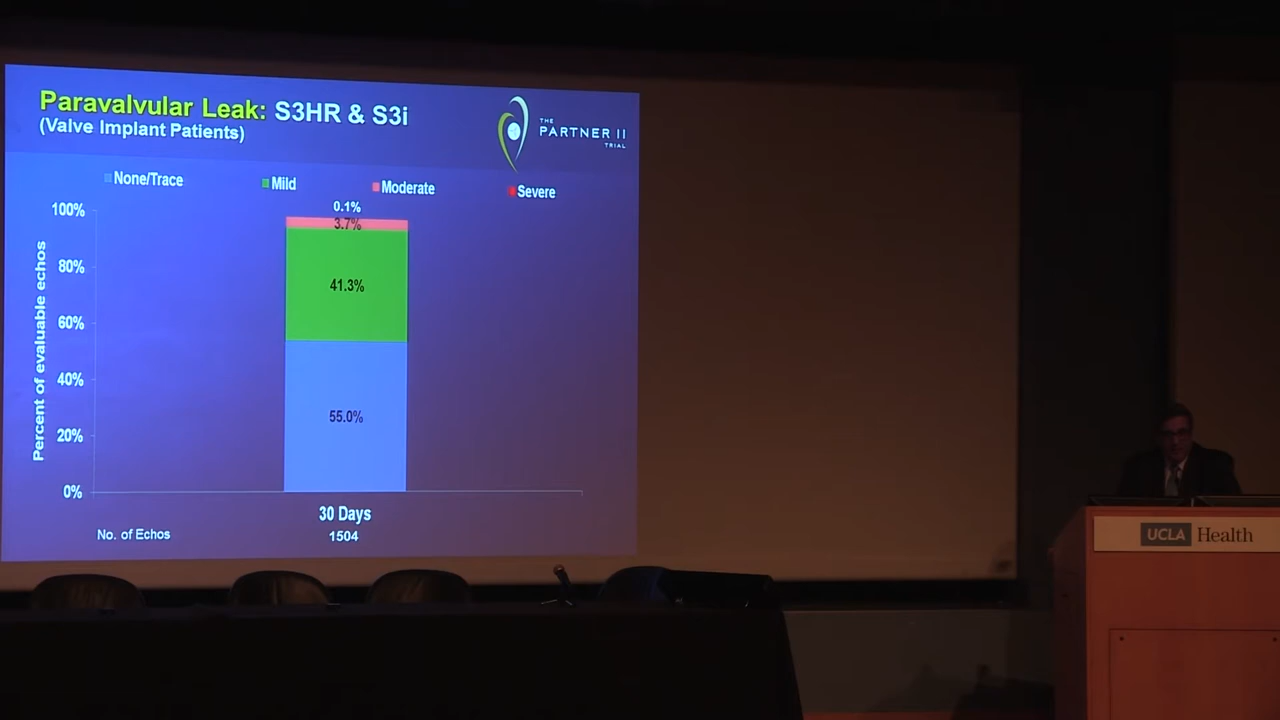 Paravalvular Leak: S3HR & S3i
(Valve Implant Patients)
THE
PARTNER II
TRIAL
None/Trace
Mild
Moderate
Severe
0.1%
100%
3.7%
80%
41.3%
60%
40%
55.0%
20%
0%
Percent of evaluable echos
30 Days
No. of Echos
1504
UCLA Health